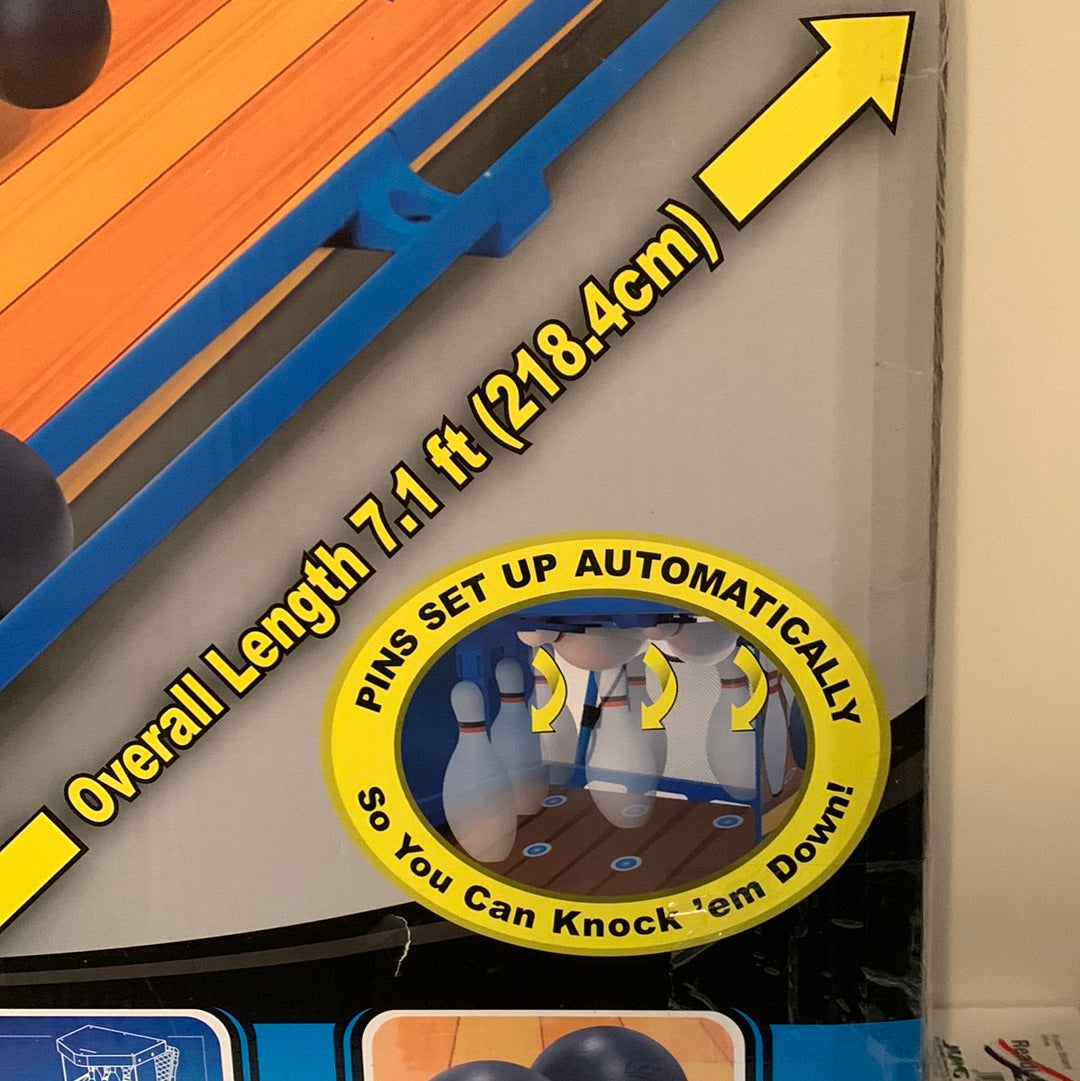 Overall Length 7.1 ft (218.4cm)
PINS SET UP AUTOMATICALLY
So You Can Knock 'em Down!